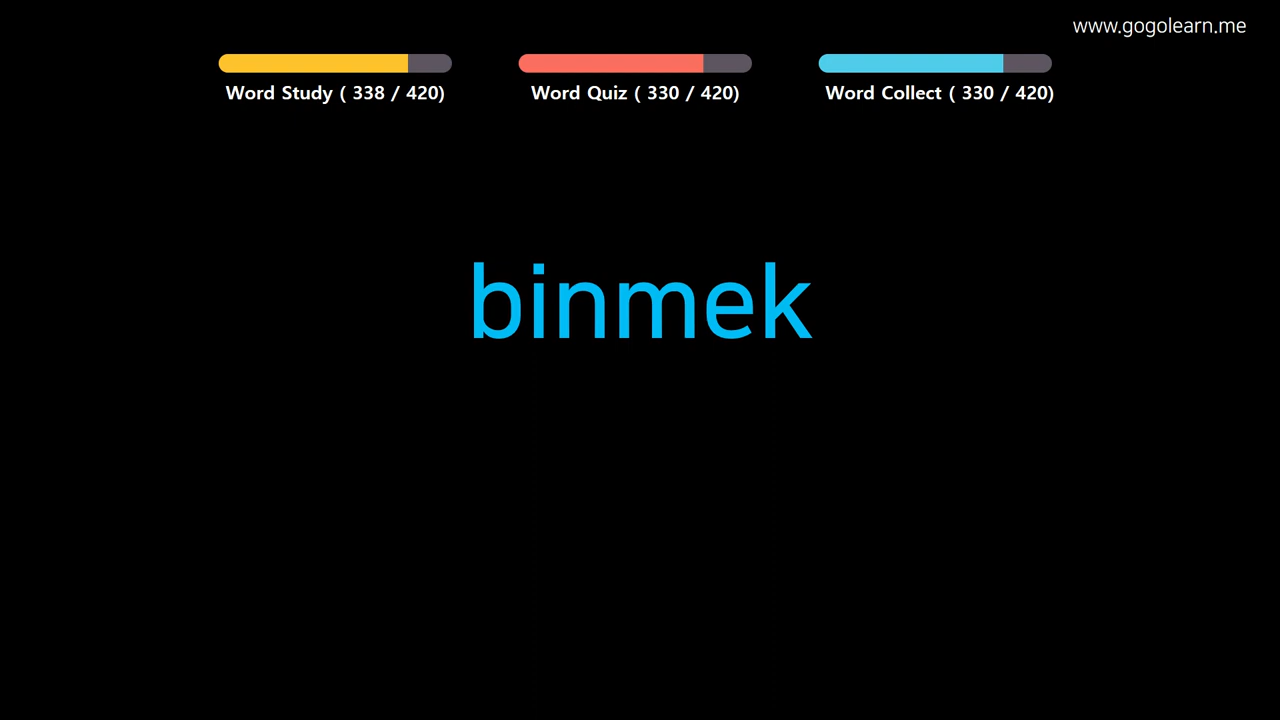 www.gogolearn.me
Word Study ( 338 / 420)
Word Quiz ( 330 / 420)
Word Collect ( 330 / 420)
binmek